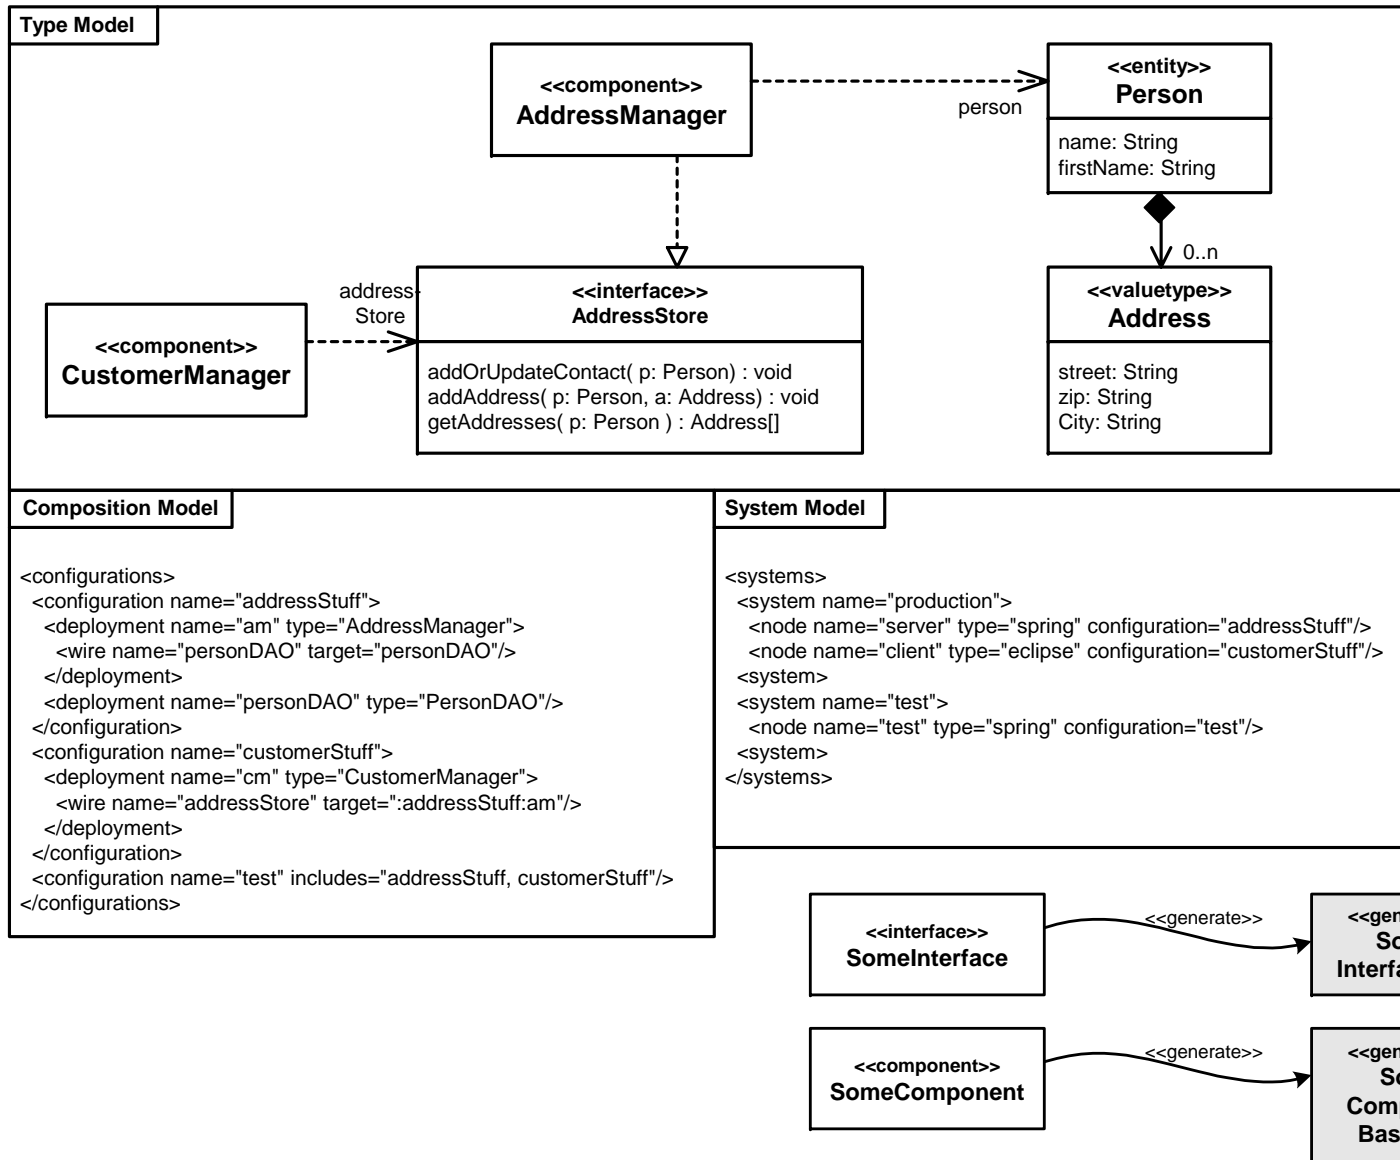 Type Model
<<component>>
AddressManager
person
<<entity>>
Person
name: String
firstName: String
0..n
<<valuetype>>
Address
street: String
zip: String
City: String
<<component>>
CustomerManager
address-
Store
<<interface>>
AddressStore
addOrUpdateContact( p: Person) : void
addAddress( p: Person, a: Address) : void
getAddresses( p: Person ) : Address[]
Composition Model
<configurations>
<configuration name="addressStuff">
<deployment name="am" type="AddressManager">
<wire name="personDAO" target="personDAO"/>
</deployment>
<deployment name="personDAO" type="PersonDAO"/>
</configuration>
<configuration name="customerStuff">
<deployment name="cm" type="CustomerManager">
<wire name="addressStore" target=":addressStuff:am"/>
</deployment>
</configuration>
<configuration name="test" includes="addressStuff, customerStuff"/>
</configurations>
System Model
<systems>
<system name="production">
<node name="server" type="spring" configuration="addressStuff"/>
<node name="client" type="eclipse" configuration="customerStuff"/>
<system>
<system name="test">
<node name="test" type="spring" configuration="test"/>
<system>
</systems>
<<interface>>
SomeInterface
<<generate>>
<<component>>
SomeComponent
<<generate>>